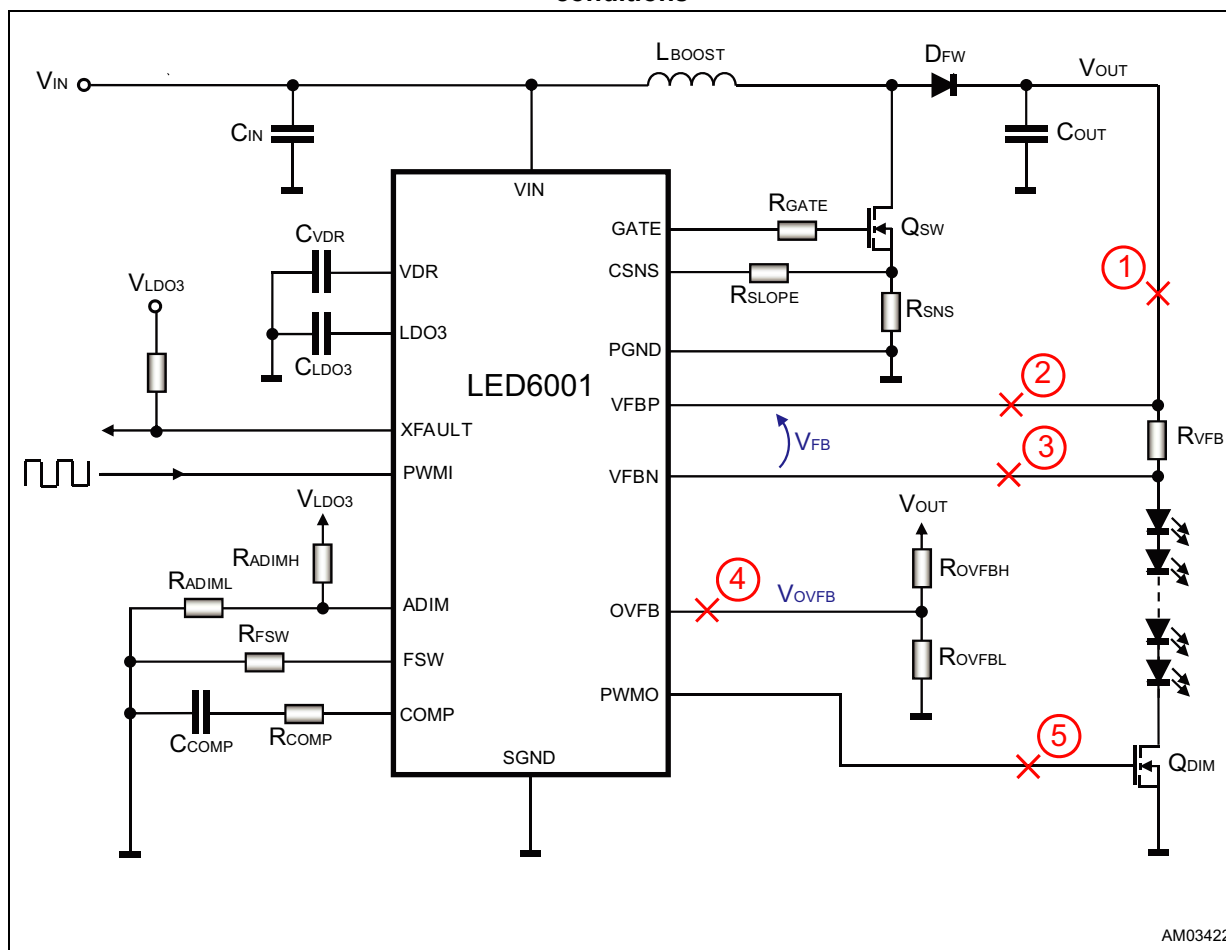 conditions
LBOOST
DFW
VOUT
VIN
CIN
COUT
VIN
RGATE
GATE
QSW
CVDR
VDR
CSNS
RSLOPE
VLDO3
RSNS
1
LDO3
CLDO3
PGND
LED6001
2
VFBP
XFAULT
VFB
RVFB
3
PWMI
VFBN
VLDO3
VOUT
RADIMH
ROVFBH
RADIML
4
VOVFB
ADIM
OVFB
RFSW
FSW
ROVFBL
PWMO
COMP
CCOMP
RCOMP
5
SGND
QDIM
AM03422